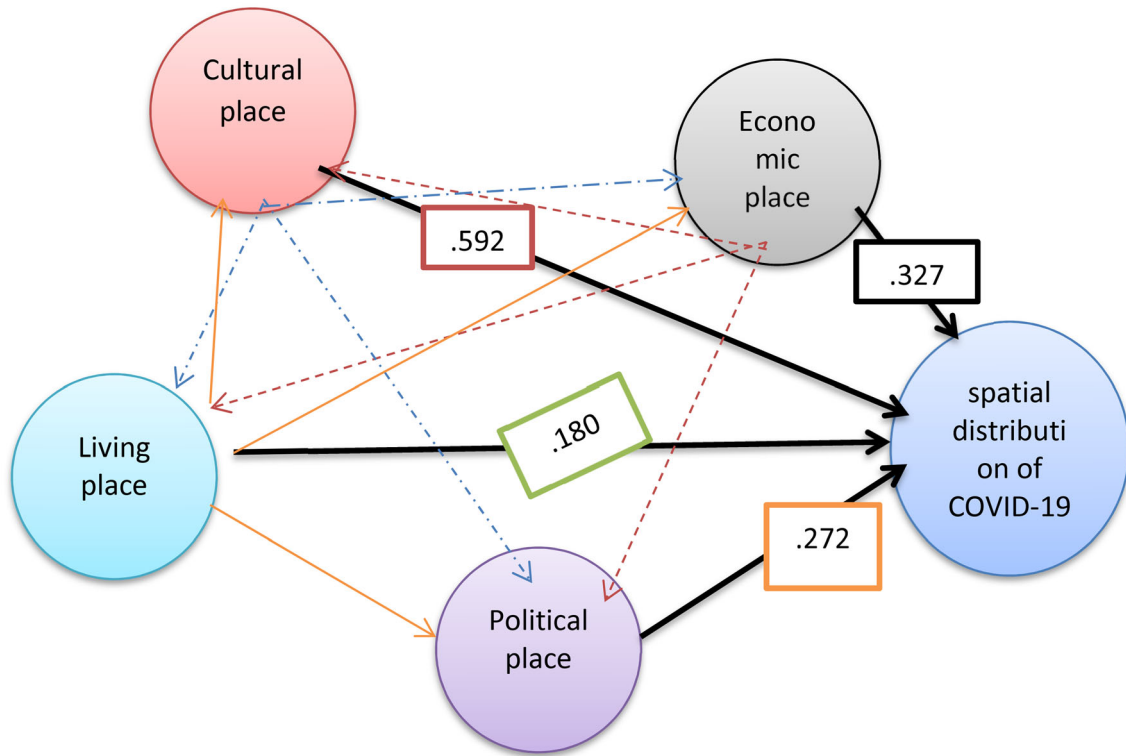 Cultural
place
Econo
mic
place
.592
.327
spatial
distributi
on of
COVID-19
.180
Living
place
.272
Political
place